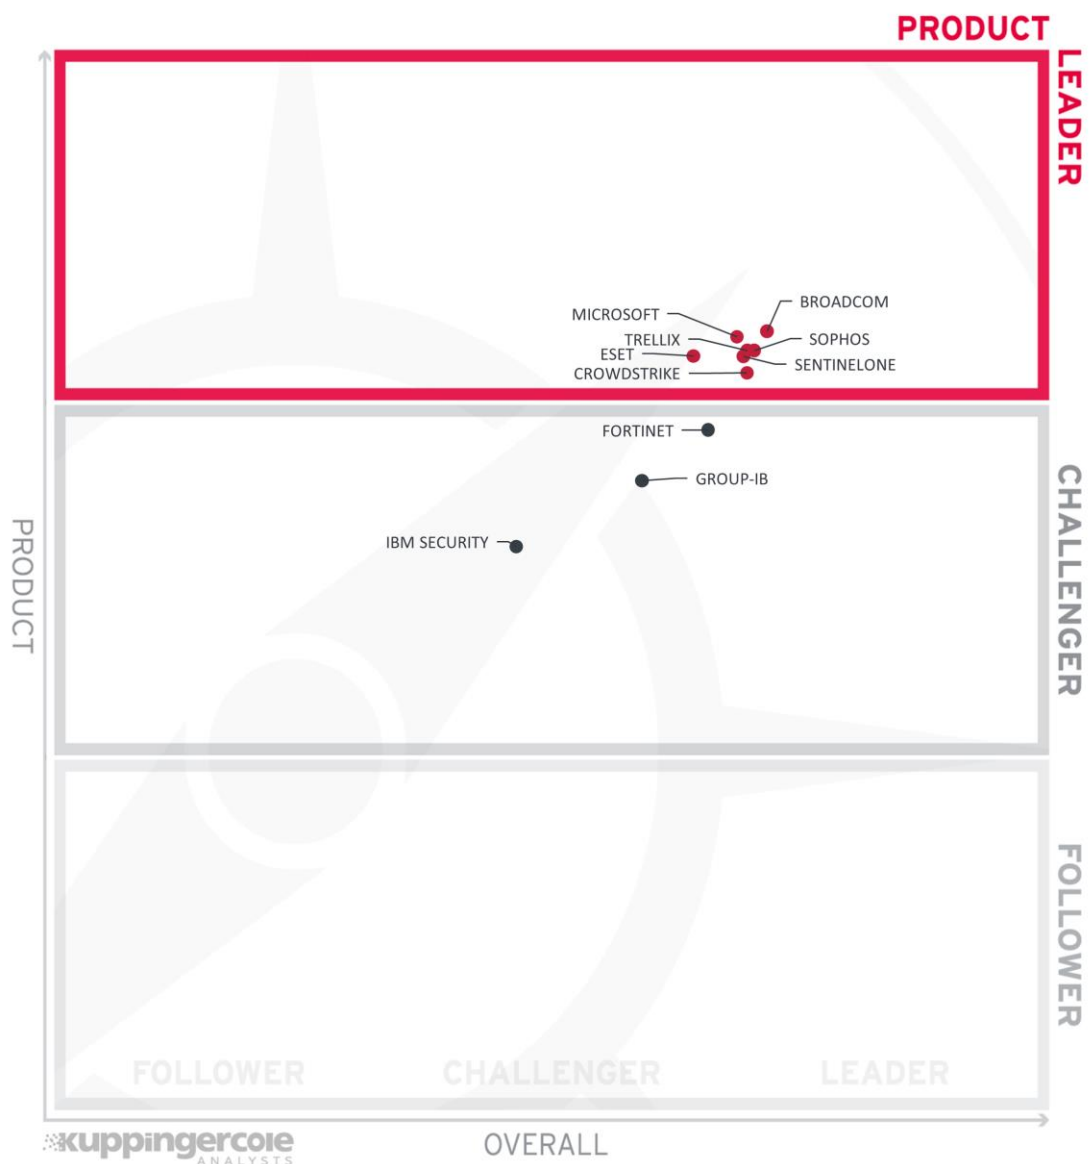 PRODUCT
LEADER
BROADCOM
MICROSOFT
TRELLIX
SOPHOS
ESET
SENTINELONE
CROWDSTRIKE
FORTINET
GROUP-IB
IBM SECURITY
CHALLENGER
PRODUCT
FOLLOWER
FOLLOWER
CHALLENGER
LEADER
kuppingercole
ANALYSTS
OVERALL